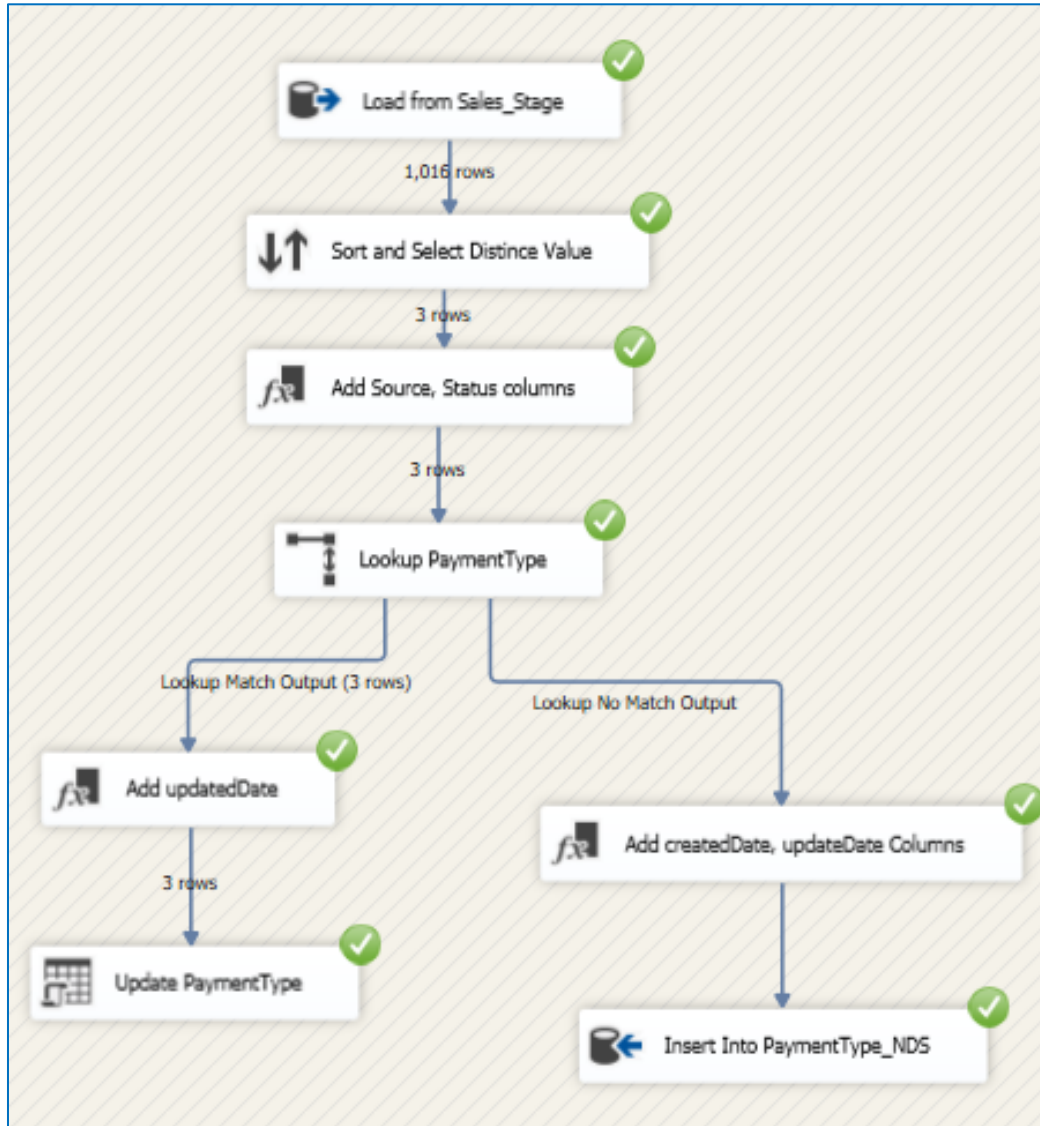 Load from Sales_Stage
1,016 rows
Sort and Select Distince Value
3 rows
Add Source, Status columns
3 rows
Lookup PaymentType
Lookup Match Output (3 rows)
Lookup No Match Output
Add updatedDate
Add createdDate, updateDate Columns
3 rows
Update PaymentType
Insert Into PaymentType_NDS